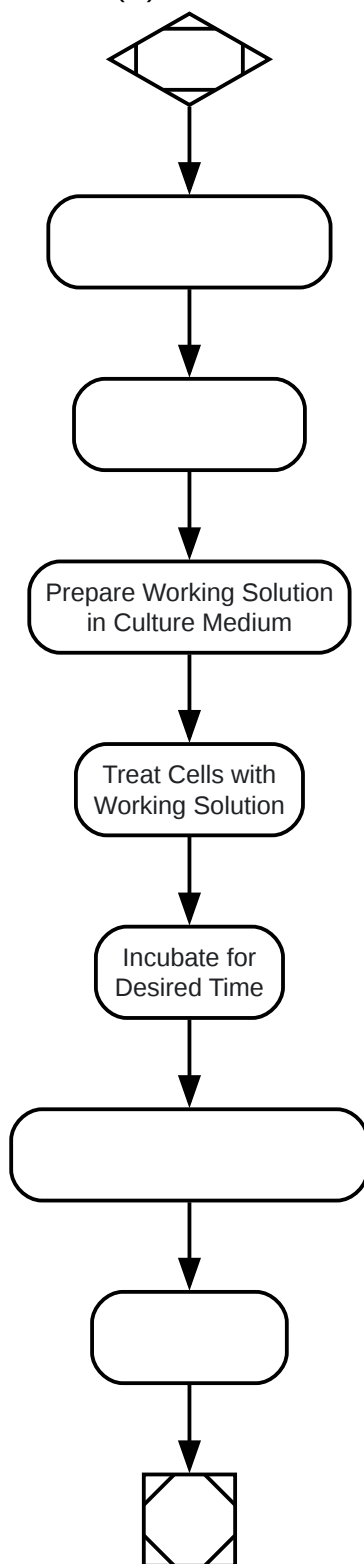 Prepare Working Solution
in Culture Medium
Treat Cells with
Working Solution
Incubate for
Desired Time